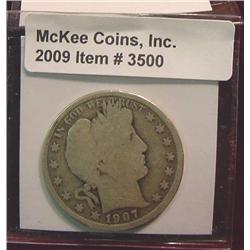 McKee Coins, Inc.
2009 Item # 3500
IN GOD WE TRUST
1907